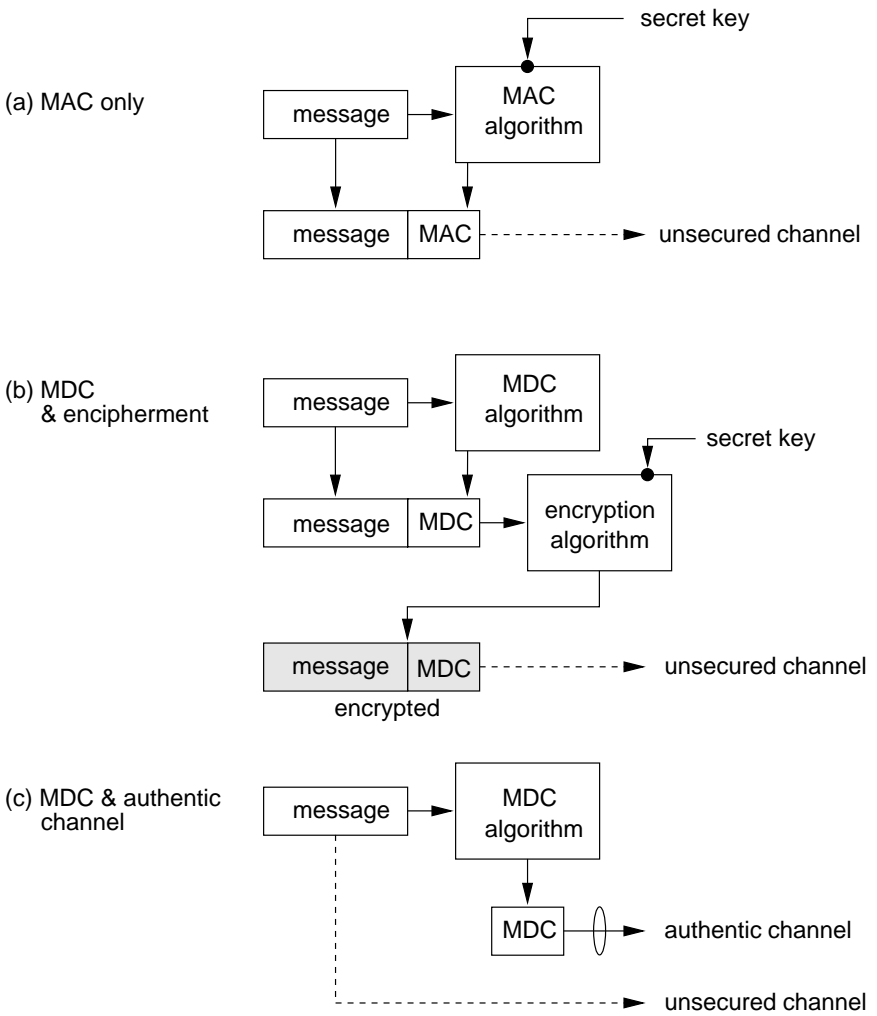 secret key
(a) MAC only
message
MAC
algorithm
message
MAC
unsecured channel
(b) MDC
& encipherment
message
MDC
algorithm
secret key
message
MDC
encryption
algorithm
message
MDC
unsecured channel
encrypted
(c) MDC & authentic
channel
message
MDC
algorithm
MDC
authentic channel
unsecured channel